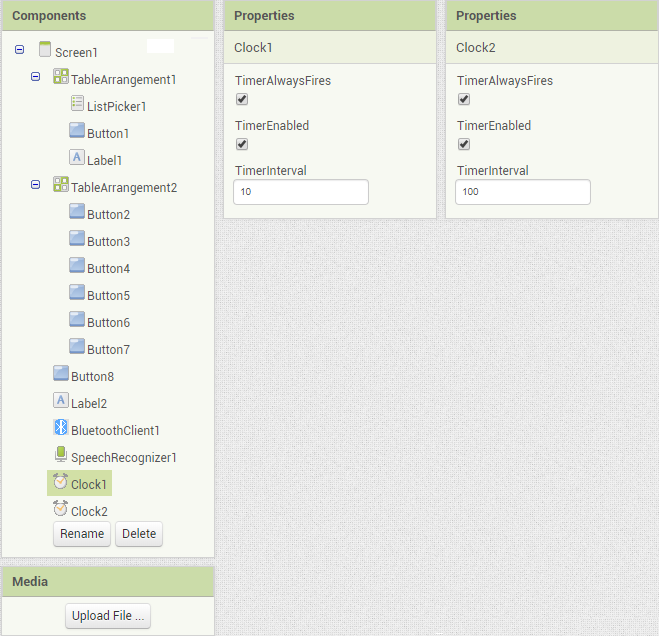 Components
Screen1
TableArrangement1
ListPicker1
Button1
A Label1
TableArrangement2
Button2
Button3
Button4
Button5
Button6
Button7
Button8
A Label2
BluetoothClient1
SpeechRecognizer1
Clock1
Clock2
Rename Delete
Media
Upload File ...
Properties
Clock1
TimerAlwaysFires
TimerEnabled
TimerInterval
10
Properties
Clock2
TimerAlwaysFires
TimerEnabled
TimerInterval
100